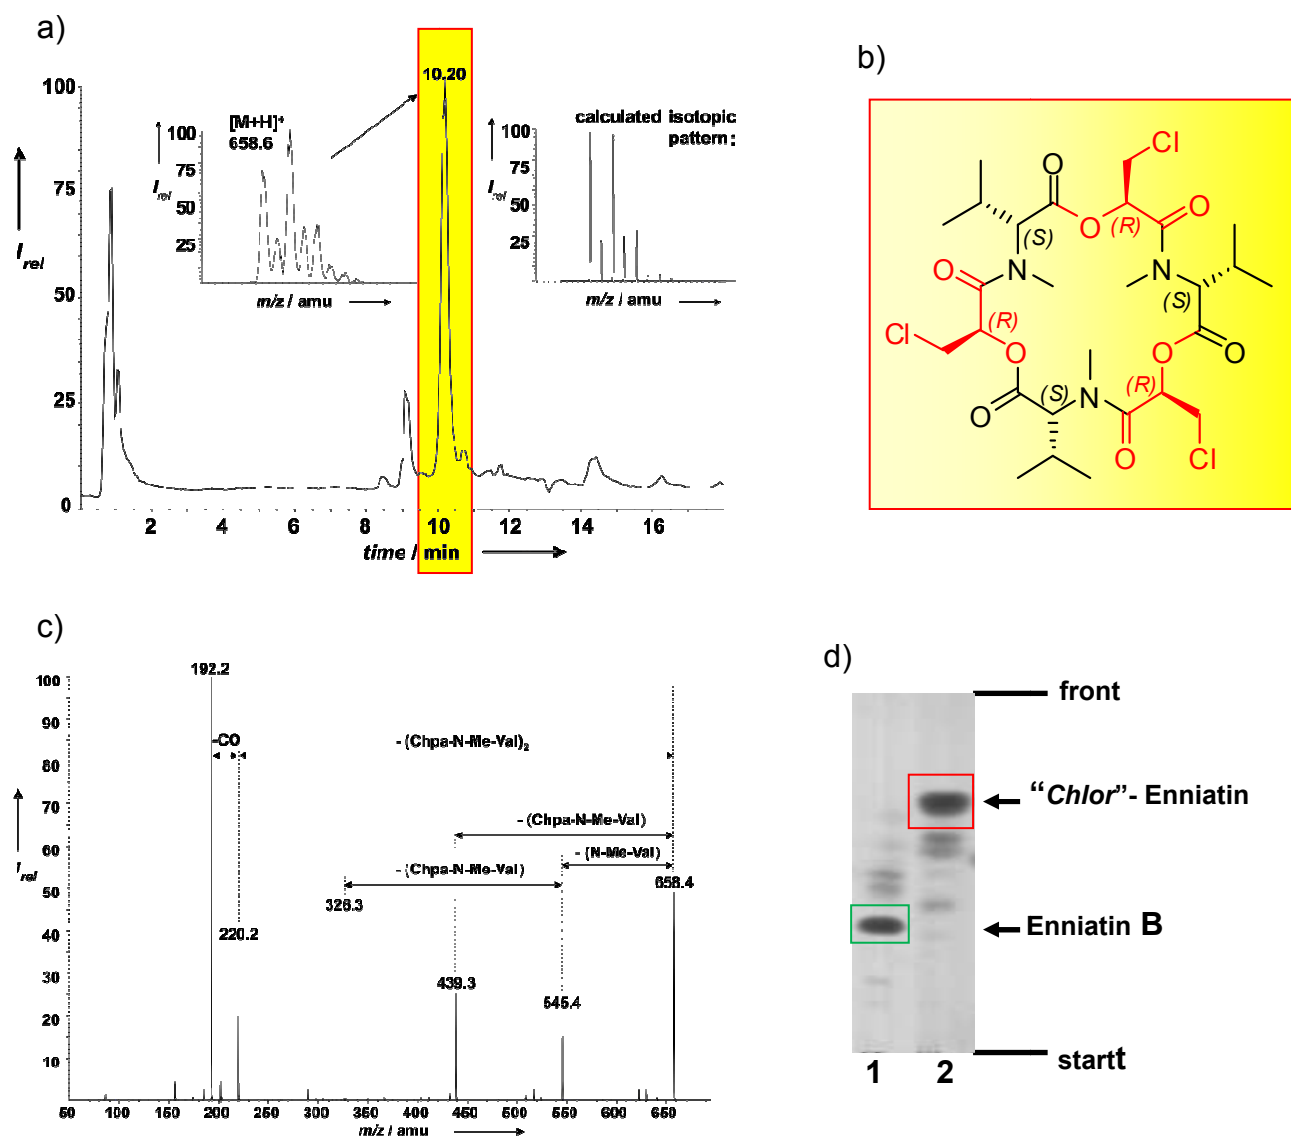 a)
10.20
100
75
50
25
0
I rel
2 4 6 8 10 12 14 16
time / min
[M+H]+
658.6
100
75
50
25
I rel
m/z / amu
calculated isotopic
pattern:
100
75
50
25
I rel
m/z / amu
b)
Cl
O
O
O
(R)
(S)
N
N
O
(S)
Cl
(R)
O
O
O
(S)
N
(R)
O
O
Cl
c)
192.2
100
90
80
70
60
50
40
30
20
10
I rel
-CO
- (Chpa-N-Me-Val)2
- (Chpa-N-Me-Val)
- (N-Me-Val)
- (Chpa-N-Me-Val)
658.4
326.3
220.2
439.3
545.4
50 100 150 200 250 300 350 400 450 500 550 600 650
m/z / amu
d)
front
“Chlor”- Enniatin
Enniatin B
startt
1 2